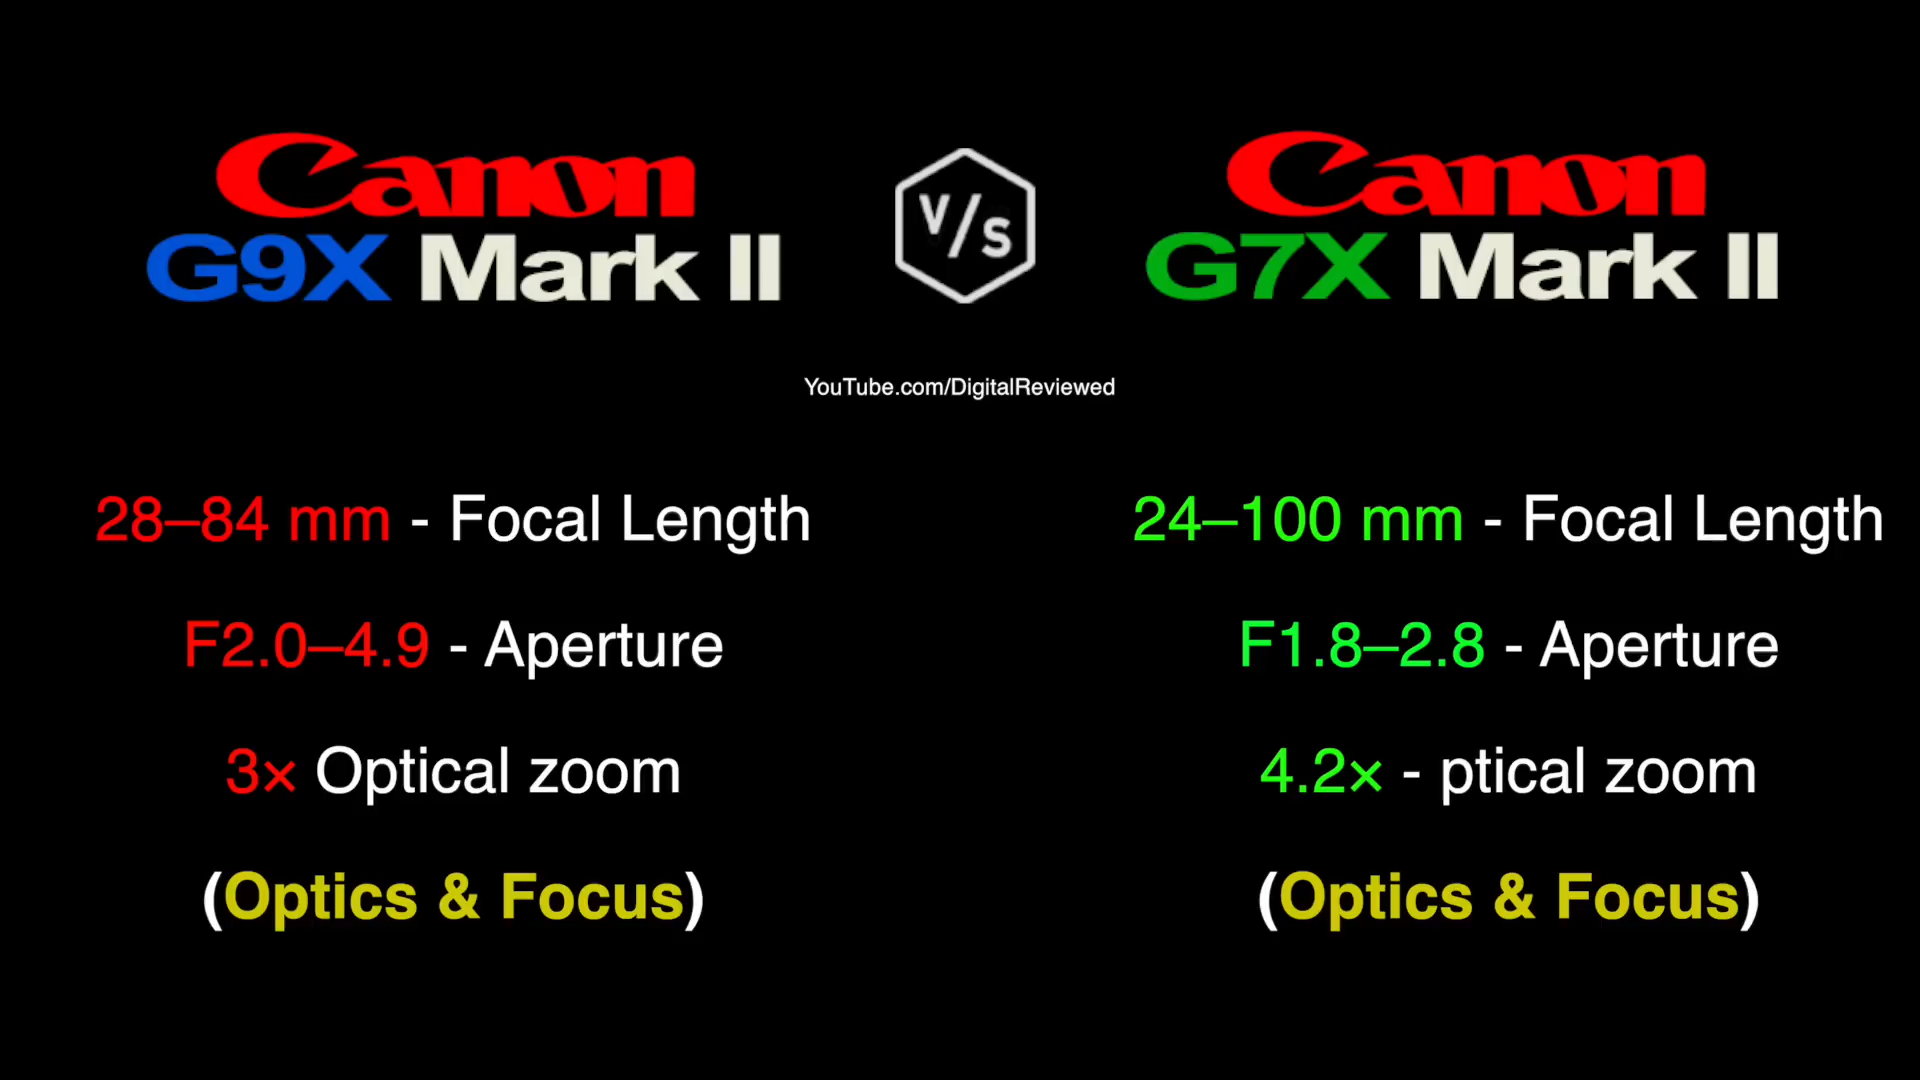 Canon
G9X Mark II
V/S
Canon
G7X Mark II
YouTube.com/DigitalReviewed
28–84 mm - Focal Length
F2.0–4.9 - Aperture
3× Optical zoom
(Optics & Focus)
24–100 mm - Focal Length
F1.8–2.8 - Aperture
4.2× - ptical zoom
(Optics & Focus)